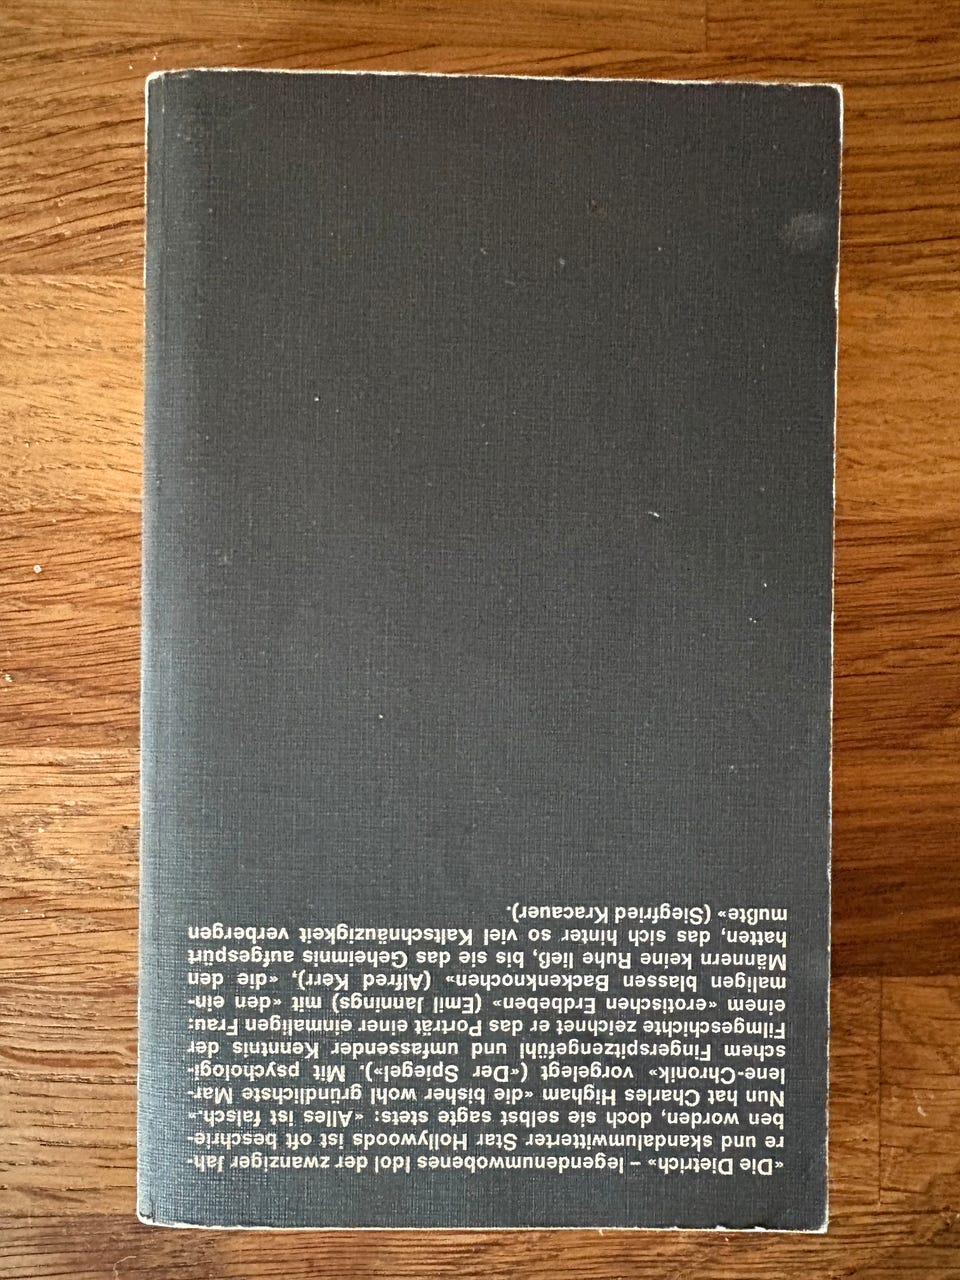 «Die Dietrich» – legendenumwobenes Idol der zwanziger Jah-
re und skandalumwitterter Star Hollywoods ist oft beschrie-
ben worden, doch sie selbst sagte stets: «Alles ist falsch.»
Nun hat Charles Higham «die bisher wohl gründlichste Mar-
lene-Chronik» vorgelegt («Der Spiegel»). Mit psychologi-
schem Fingerspitzengefühl und umfassender Kenntnis der
Filmgeschichte zeichnet er das Porträt einer einmaligen Frau:
einem «erotischen Erdbeben» (Emil Jannings) mit «den ein-
maligen blassen Backenknochen» (Alfred Kerr), «die den
Männern keine Ruhe ließ, bis sie das Geheimnis aufgespürt
hatten, das sich hinter so viel Kaltschnäuzigkeit verbergen
mußte» (Siegfried Kracauer).